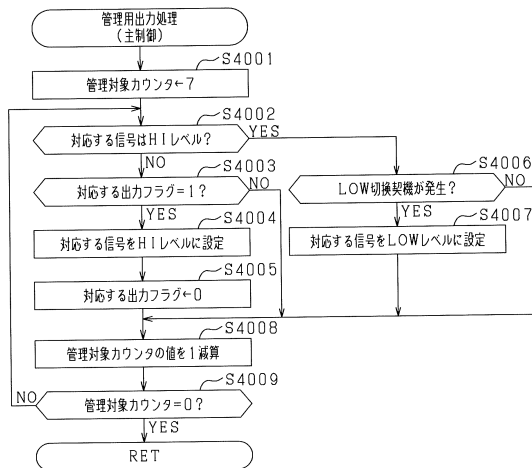 管理用出力処理
(主制御)
S4001
管理対象カウンタ←7
S4002
対応する信号はHIレベル?
YES
NO
S4003
対応する出力フラグ=1?
NO
YES
S4004
対応する信号をHIレベルに設定
S4005
対応する出力フラグ←0
S4006
LOW切換契機が発生?
NO
YES
S4007
対応する信号をLOWレベルに設定
S4008
管理対象カウンタの値を1減算
S4009
管理対象カウンタ=0?
NO
YES
RET